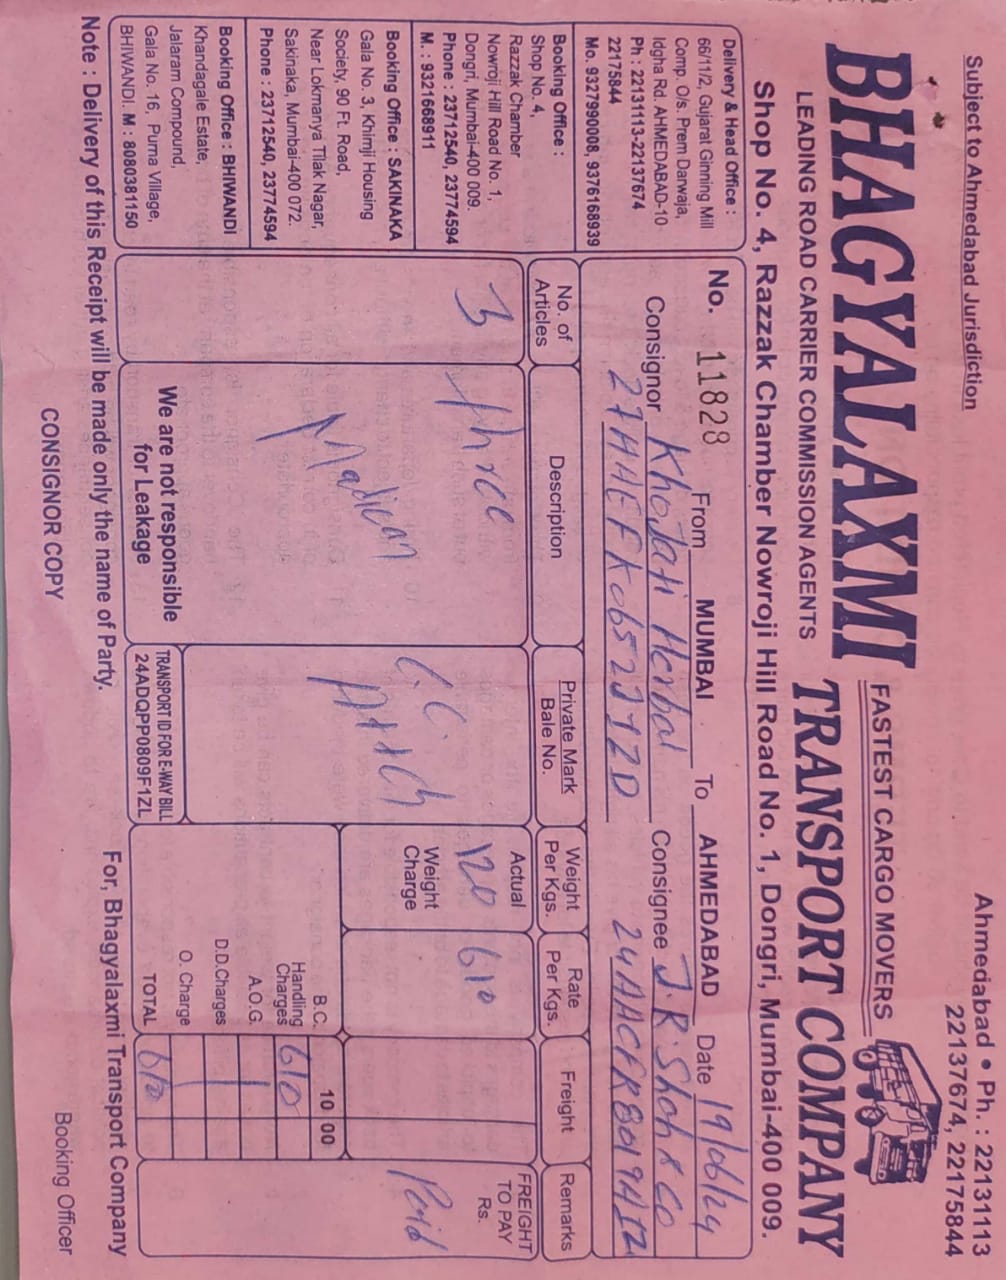 Subject to Ahmedabad Jurisdiction
Ahmedabad • Ph. : 22131113
22137674, 22175844
BHAGYALAXMI
FASTEST CARGO MOVERS
TRANSPORT COMPANY
LEADING ROAD CARRIER COMMISSION AGENTS
Shop No. 4, Razzak Chamber Nowroji Hill Road No. 1, Dongri, Mumbai-400 009.
Delivery & Head Office :
66/11/2, Gujarat Ginning Mill
Comp. O/s. Prem Darwaja,
Idgha Rd. AHMEDABAD-10
Ph : 22131113-22137674
22175844
Mo. 9327990008, 9376168939
Booking Office :
Shop No. 4,
Razzak Chamber
Nowroji Hill Road No. 1,
Dongri, Mumbai-400 009.
Phone : 23712540, 23774594
M. : 9321668911
Booking Office : SAKINAKA
Gala No. 3, Khimji Housing
Society, 90 Ft. Road,
Near Lokmanya Tilak Nagar,
Sakinaka, Mumbai-400 072.
Phone : 23712540, 23774594
Booking Office : BHIWANDI
Khandagale Estate,
Jalaram Compound,
Gala No. 16, Purna Village,
BHIWANDI. M : 8080381150
No. 11828 From MUMBAI To AHMEDABAD Date 19/06/24
Consignor Khojati Herbal Consignee J. R. Shah & CO
No. of Articles
Description
Private Mark
Bale No.
Weight Per Kgs.
Rate Per Kgs.
Freight
Remarks
3
three
Madican
C.C.
Attach
Actual
120
610
Weight Charge
FREIGHT TO PAY Rs.
Paid
B.C. 10 00
Handling Charges 610
A.O.G.
D.D.Charges
O. Charge
TOTAL 610
We are not responsible
for Leakage
TRANSPORT ID FOR E-WAY BILL
24ADQPP0809F1ZL
Note : Delivery of this Receipt will be made only the name of Party.
For, Bhagyalaxmi Transport Company
CONSIGNOR COPY
Booking Officer